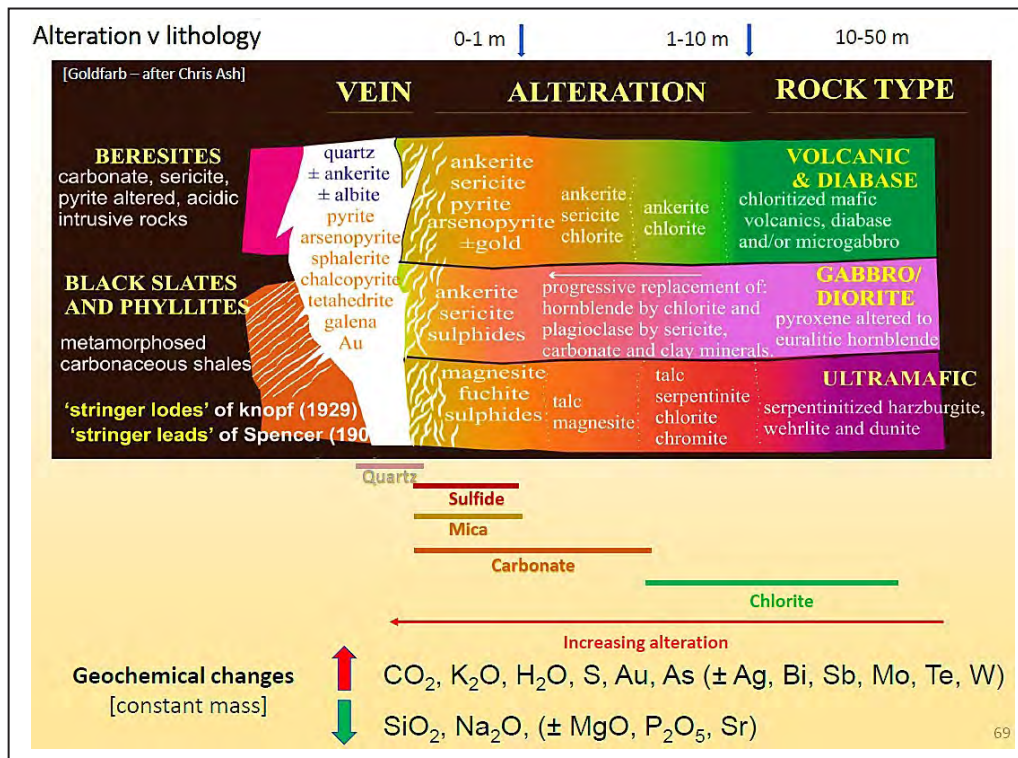 Alteration v lithology
0-1 m
1-10 m
10-50 m
[Goldfarb – after Chris Ash]
VEIN
ALTERATION
ROCK TYPE
BERESITES
carbonate, sericite,
pyrite altered, acidic
intrusive rocks
BLACK SLATES
AND PHYLLITES
metamorphosed
carbonaceous shales
'stringer lodes' of knopf (1929)
'stringer leads' of Spencer (190
quartz
± ankerite
± albite
pyrite
arsenopyrite
sphalerite
chalcopyrite
tetahedrite
galena
Au
ankerite
sericite
pyrite
arsenopyrite
±gold
ankerite
sericite
chlorite
ankerite
chlorite
VOLCANIC
& DIABASE
chloritized mafic
volcanics, diabase
and/or microgabbro
ankerite
sericite
sulphides
progressive replacement of:
hornblende by chlorite and
plagioclase by sericite,
carbonate and clay minerals.
GABBRO/
DIORITE
pyroxene altered to
euralitic hornblende
magnesite
fuchite
sulphides
talc
magnesite
talc
serpentinite
chlorite
chromite
ULTRAMAFIC
serpentinitized harzburgite,
wehrlite and dunite
Quartz
Sulfide
Mica
Carbonate
Chlorite
Increasing alteration
Geochemical changes
[constant mass]
CO₂, K₂O, H₂O, S, Au, As (± Ag, Bi, Sb, Mo, Te, W)
SiO₂, Na₂O, (± MgO, P₂O₅, Sr)
69